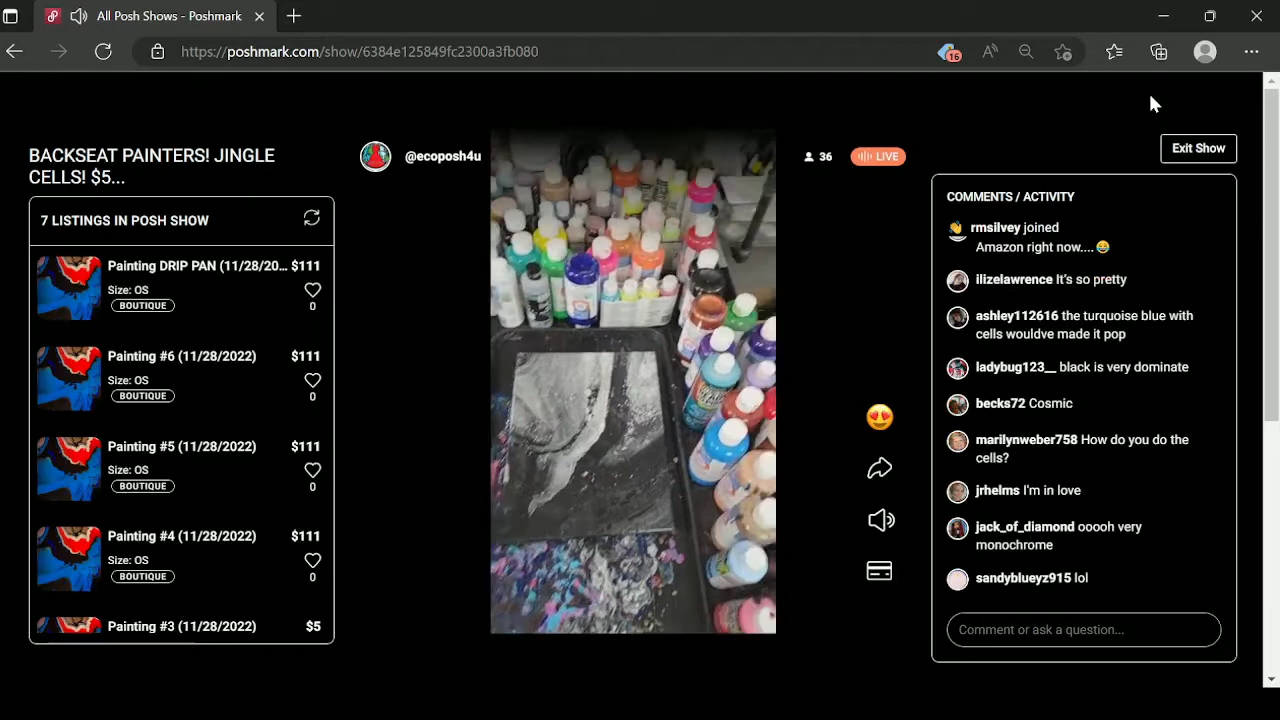 All Posh Shows - Poshmark
https://poshmark.com/show/6384e125849fc2300a3fb080
16
BACKSEAT PAINTERS! JINGLE
CELLS! $5...
7 LISTINGS IN POSH SHOW
Painting DRIP PAN (11/28/20... $111
Size: OS
BOUTIQUE
0
Painting #6 (11/28/2022) $111
Size: OS
BOUTIQUE
0
Painting #5 (11/28/2022) $111
Size: OS
BOUTIQUE
0
Painting #4 (11/28/2022) $111
Size: OS
BOUTIQUE
0
Painting #3 (11/28/2022) $5
@ecoposh4u
36
LIVE
Exit Show
COMMENTS / ACTIVITY
rmsilvey joined
Amazon right now....
ilizelawrence It's so pretty
ashley112616 the turquoise blue with
cells wouldve made it pop
ladybug123__ black is very dominate
becks72 Cosmic
marilynweber758 How do you do the
cells?
jrhelms I'm in love
jack_of_diamond ooooh very
monochrome
sandyblueyz915 lol
Comment or ask a question...